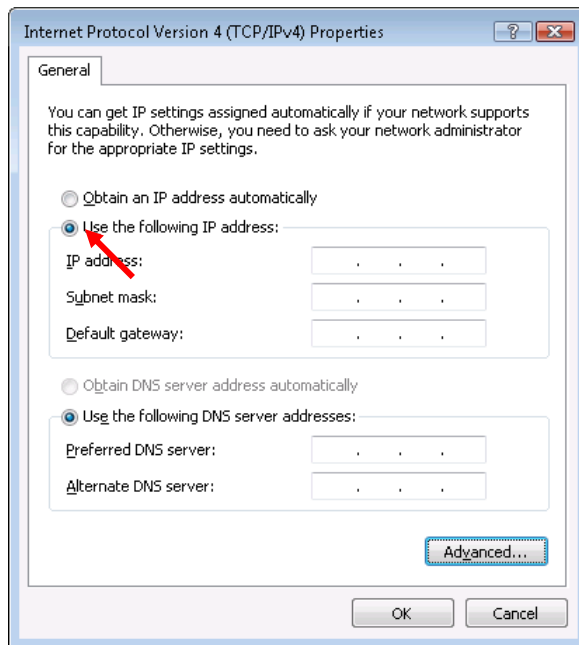 Internet Protocol Version 4 (TCP/IPv4) Properties
General
You can get IP settings assigned automatically if your network supports
this capability. Otherwise, you need to ask your network administrator
for the appropriate IP settings.
Obtain an IP address automatically
Use the following IP address:
IP address:
Subnet mask:
Default gateway:
Obtain DNS server address automatically
Use the following DNS server addresses:
Preferred DNS server:
Alternate DNS server:
Advanced...
OK Cancel